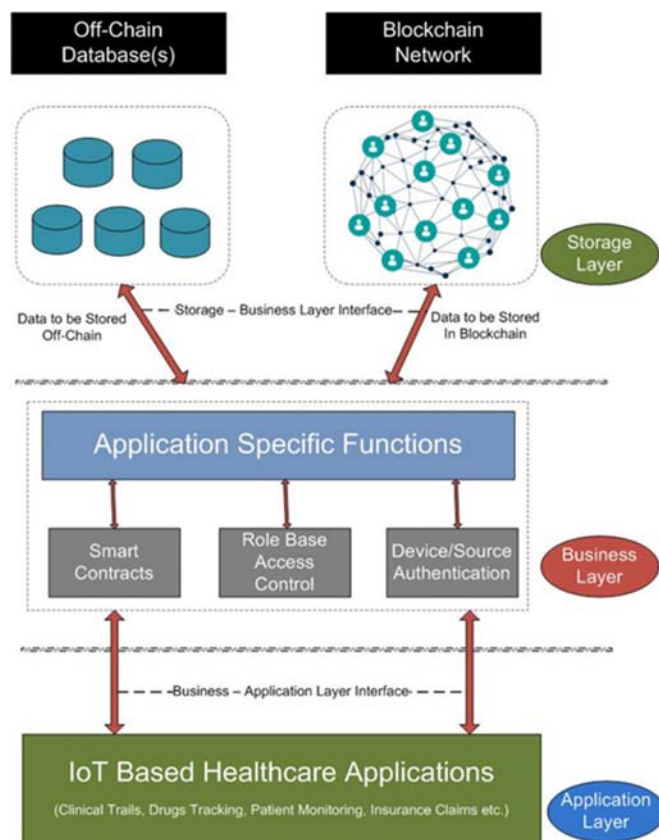 Off-Chain
Database(s)
Blockchain
Network
Storage
Layer
Data to be Stored
Off-Chain
Storage – Business Layer Interface
Data to be Stored
In Blockchain
Application Specific Functions
Smart
Contracts
Role Base
Access
Control
Device/Source
Authentication
Business
Layer
Business – Application Layer Interface
IoT Based Healthcare Applications
(Clinical Trails, Drugs Tracking, Patient Monitoring, Insurance Claims etc.)
Application
Layer